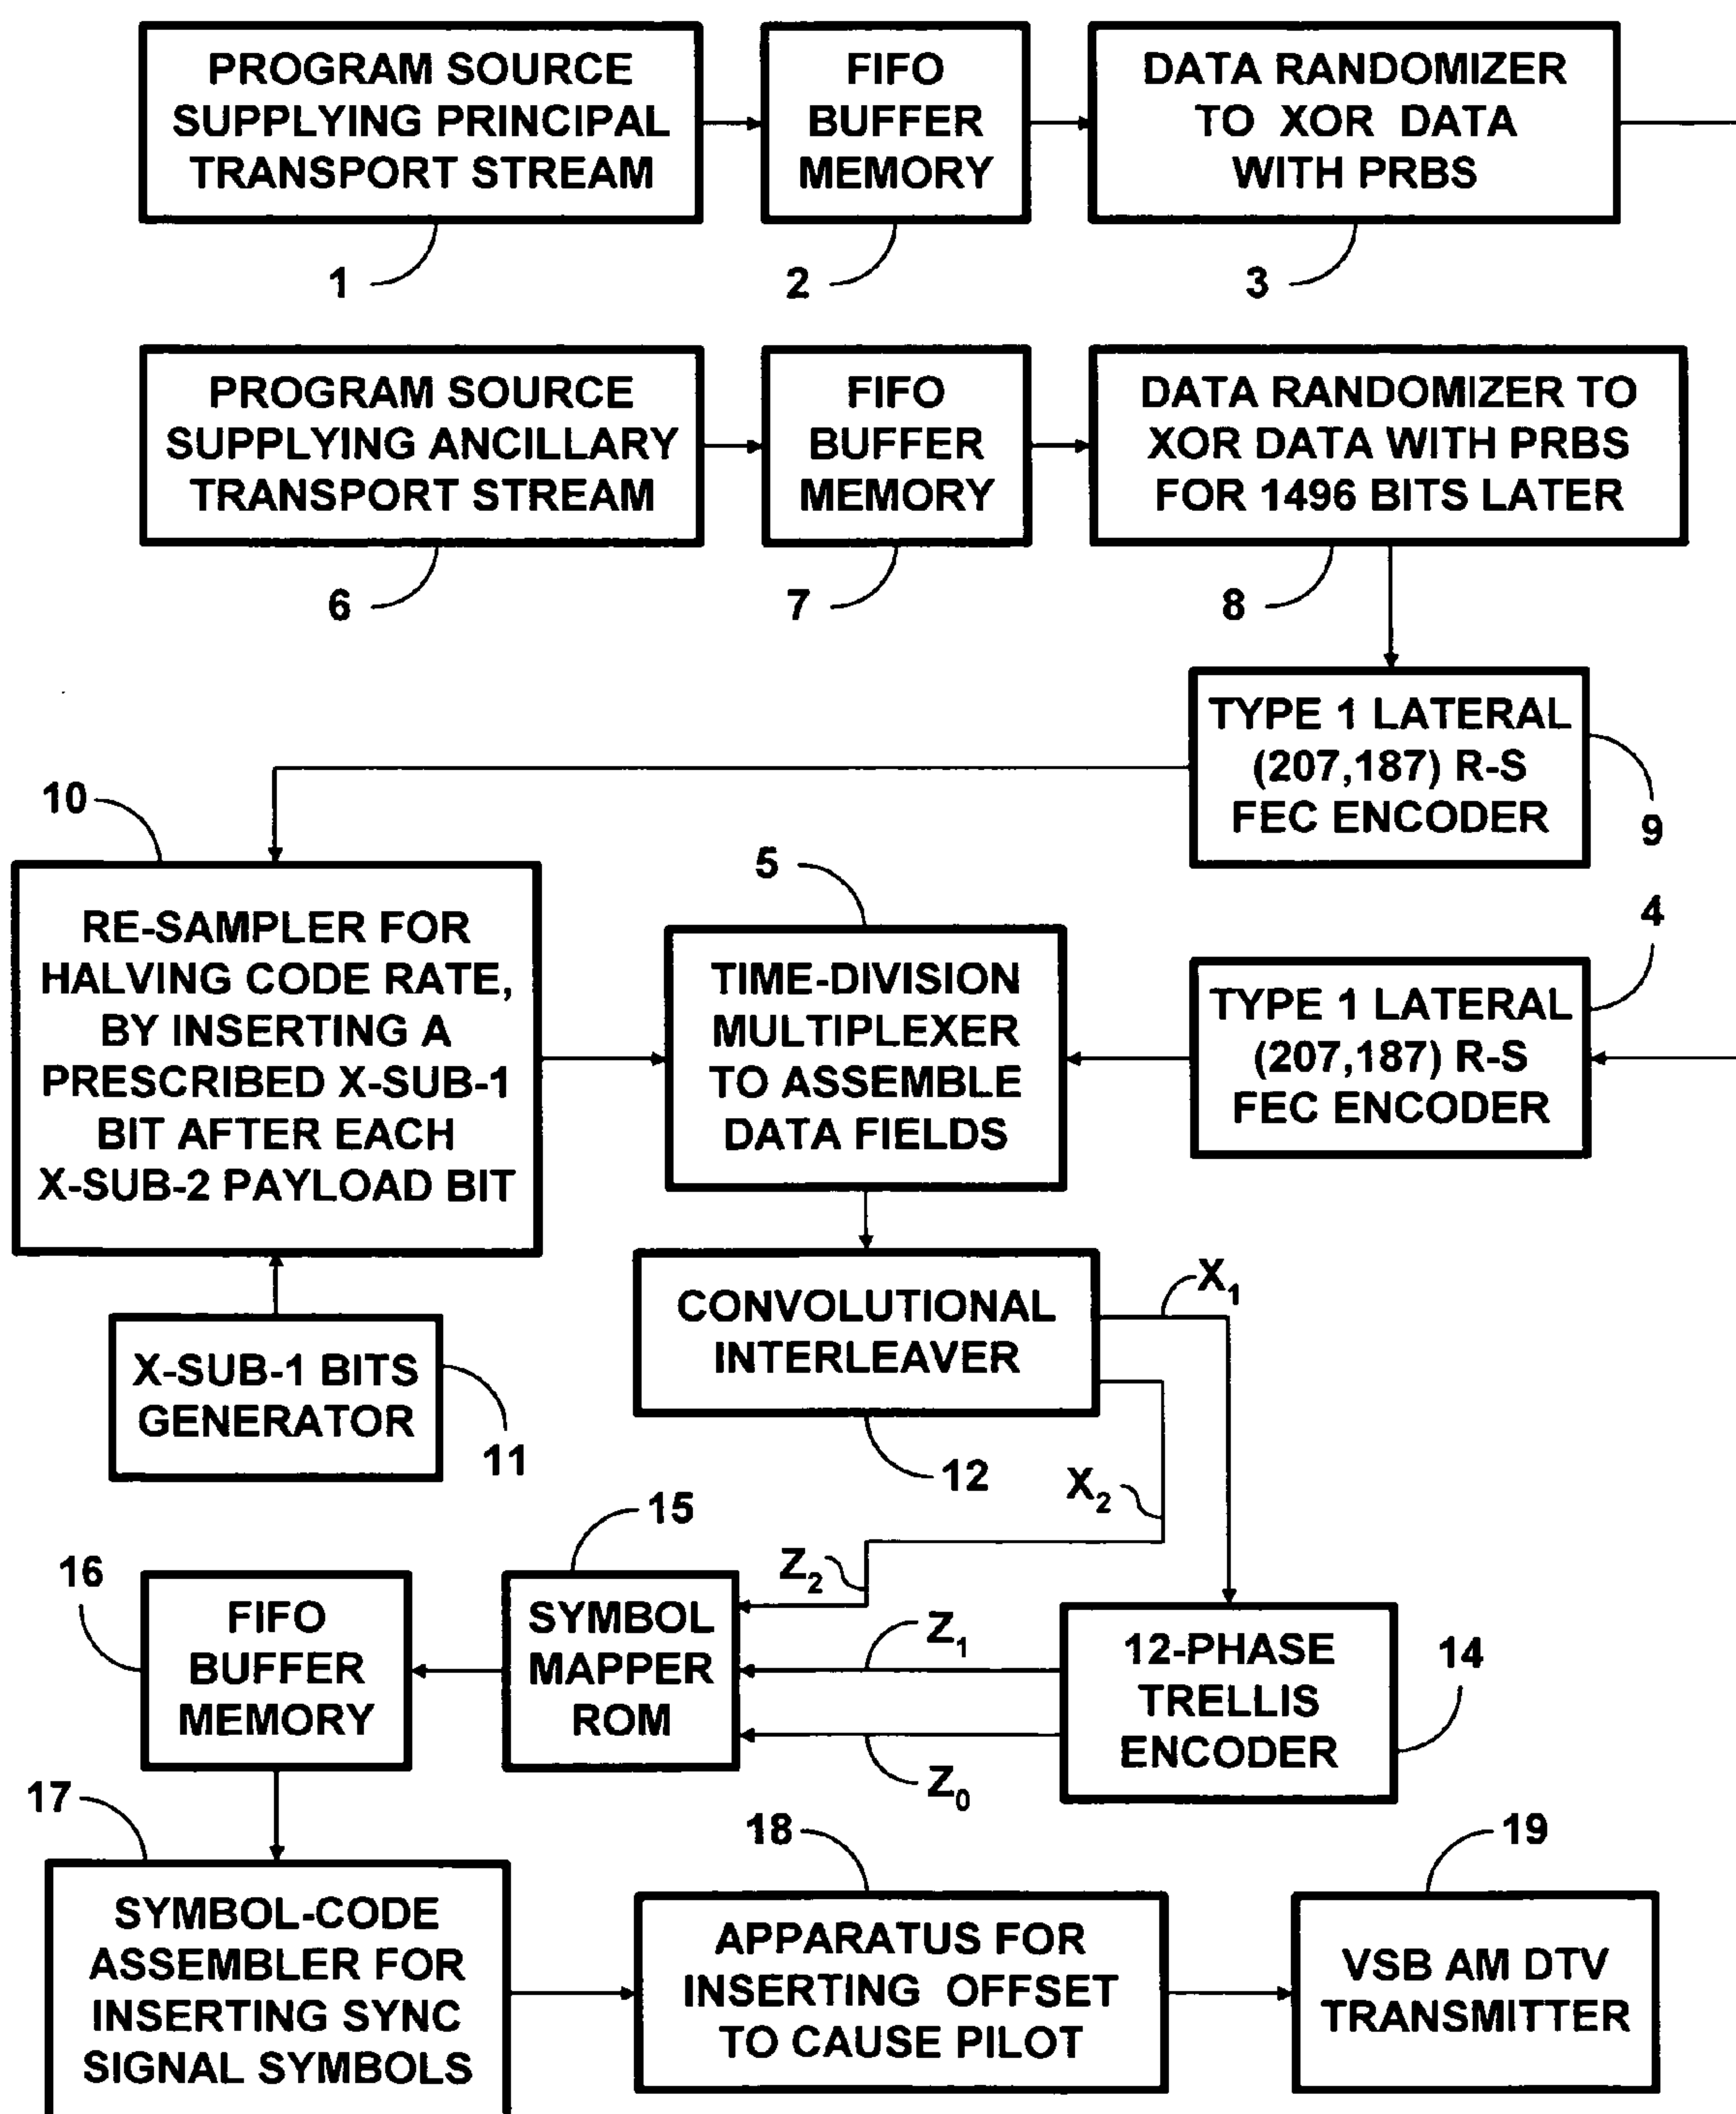 PROGRAM SOURCE
SUPPLYING PRINCIPAL
TRANSPORT STREAM
FIFO
BUFFER
MEMORY
DATA RANDOMIZER
TO XOR DATA
WITH PRBS
1
2
3
PROGRAM SOURCE
SUPPLYING ANCILLARY
TRANSPORT STREAM
FIFO
BUFFER
MEMORY
DATA RANDOMIZER TO
XOR DATA WITH PRBS
FOR 1496 BITS LATER
6
7
8
TYPE 1 LATERAL
(207,187) R-S
FEC ENCODER
9
10
RE-SAMPLER FOR
HALVING CODE RATE,
BY INSERTING A
PRESCRIBED X-SUB-1
BIT AFTER EACH
X-SUB-2 PAYLOAD BIT
5
TIME-DIVISION
MULTIPLEXER
TO ASSEMBLE
DATA FIELDS
4
TYPE 1 LATERAL
(207,187) R-S
FEC ENCODER
X-SUB-1 BITS
GENERATOR
11
CONVOLUTIONAL
INTERLEAVER
12
X₁
X₂
15
Z₂
16
FIFO
BUFFER
MEMORY
SYMBOL
MAPPER
ROM
Z₁
Z₀
12-PHASE
TRELLIS
ENCODER
14
17
SYMBOL-CODE
ASSEMBLER FOR
INSERTING SYNC
SIGNAL SYMBOLS
18
APPARATUS FOR
INSERTING OFFSET
TO CAUSE PILOT
19
VSB AM DTV
TRANSMITTER